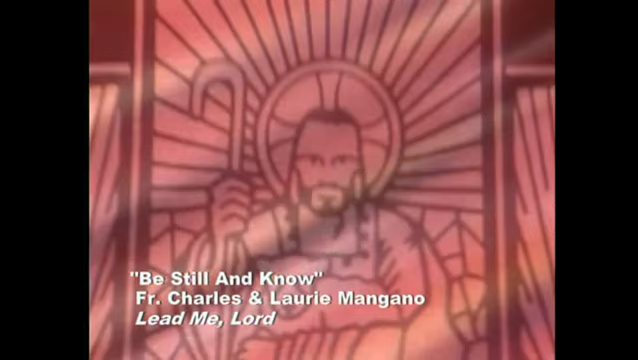 "Be Still And Know"
Fr. Charles & Laurie Mangano
Lead Me, Lord